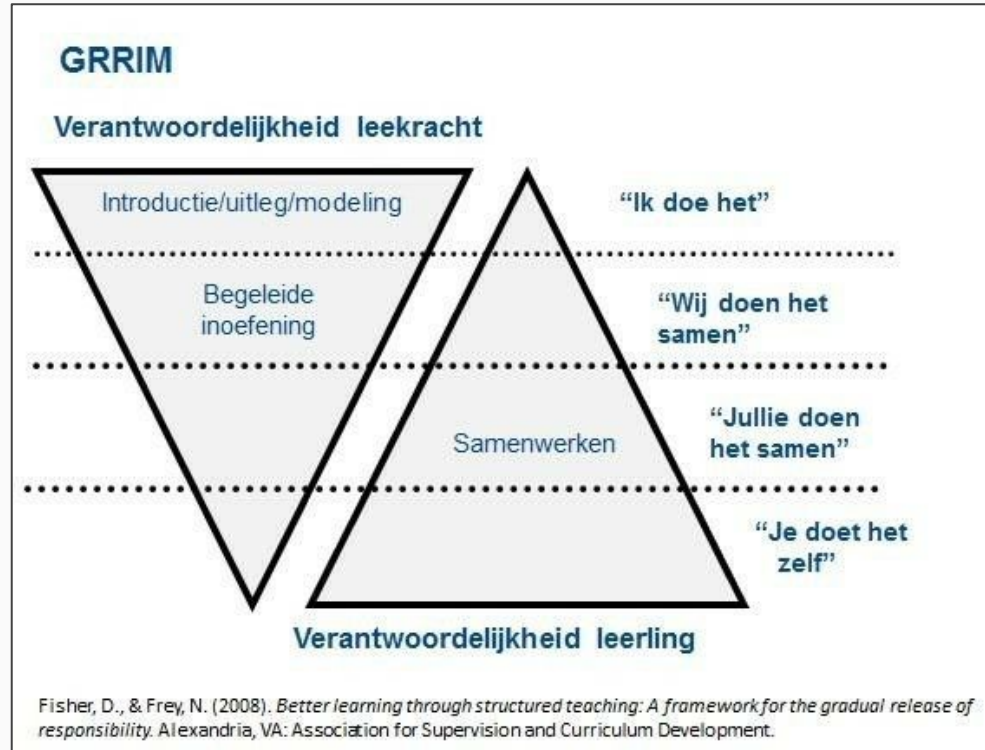 GRRIM
Verantwoordelijkheid leekracht
Introductie/uitleg/modeling
“Ik doe het”
Begeleide
inoefening
“Wij doen het
samen”
Samenwerken
“Jullie doen
het samen”
“Je doet het
zelf”
Verantwoordelijkheid leerling
Fisher, D., & Frey, N. (2008). Better learning through structured teaching: A framework for the gradual release of
responsibility. Alexandria, VA: Association for Supervision and Curriculum Development.